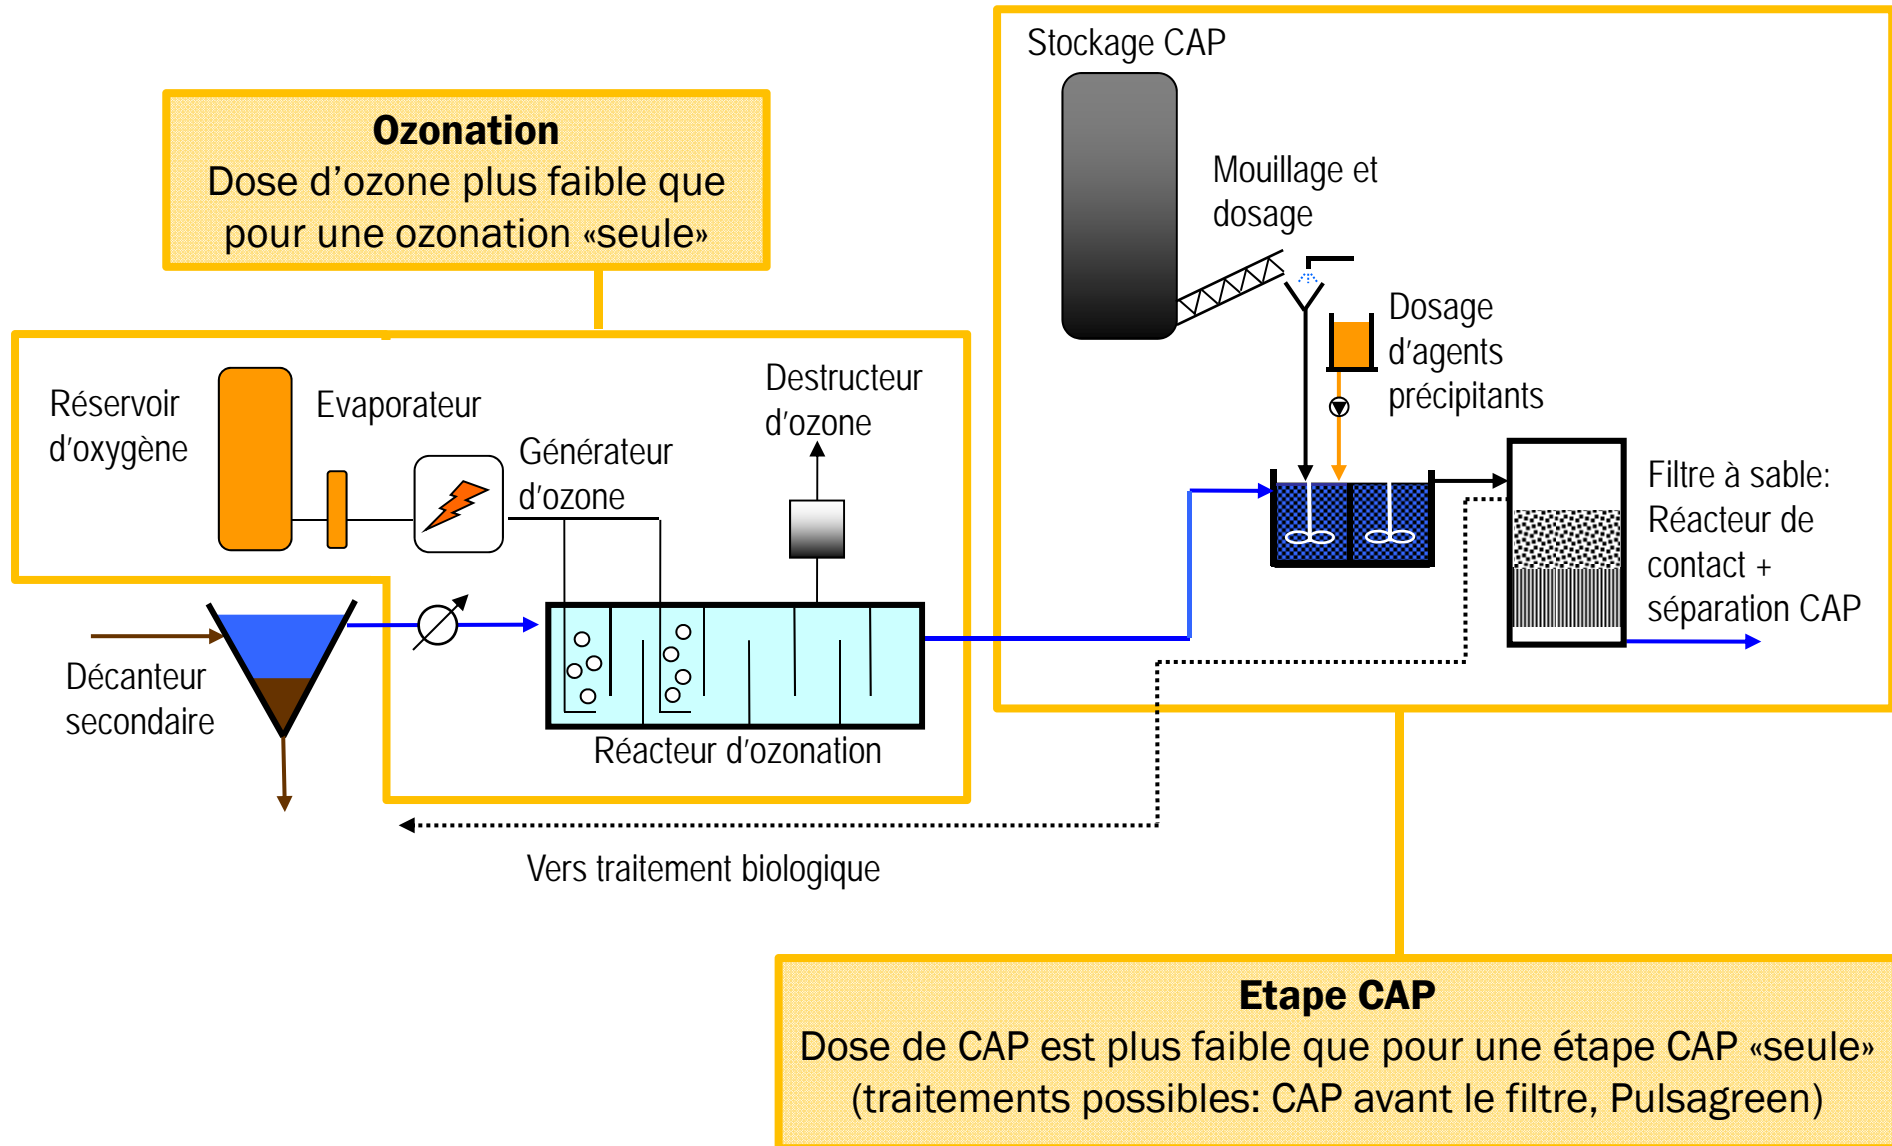 Stockage CAP
Ozonation
Dose d’ozone plus faible que
pour une ozonation «seule»
Mouillage et
dosage
Dosage
d’agents
précipitants
Réservoir
d’oxygène
Evaporateur
Générateur
d’ozone
Destructeur
d’ozone
Filtre à sable:
Réacteur de
contact +
séparation CAP
Décanteur
secondaire
Réacteur d’ozonation
Vers traitement biologique
Etape CAP
Dose de CAP est plus faible que pour une étape CAP «seule»
(traitements possibles: CAP avant le filtre, Pulsagreen)